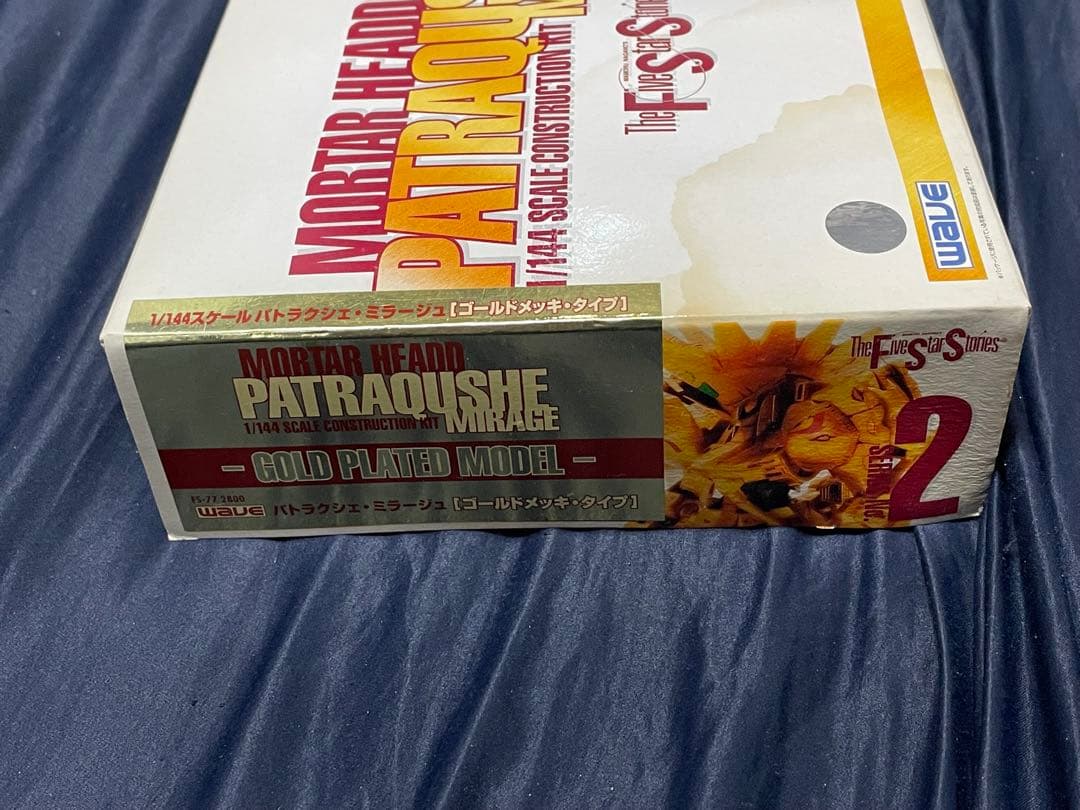 MORTAR HEADD
1/144 SCALE CONSTRUCTION KIT
The Five Star Stories
wave
1/144スケール パトラクシェ・ミラージュ [ゴールドメッキ・タイプ]
MORTAR HEADD
PATRAQUSHE
1/144 SCALE CONSTRUCTION KIT MIRAGE
– GOLD PLATED MODEL –
FS-77 2800
wave パトラクシェ・ミラージュ [ゴールドメッキ・タイプ]
The Five Star Stories
2